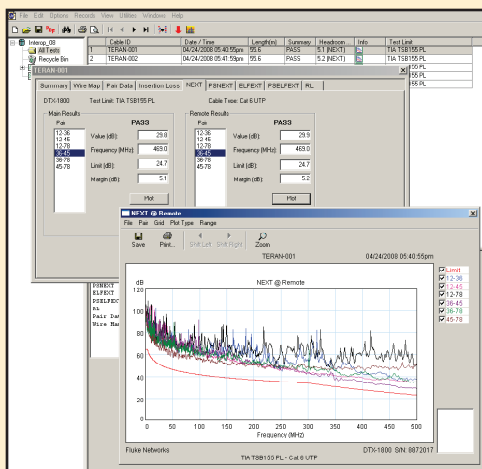 File Edit Options Records View Utilities Windows Help
Interop_08
All Tests
Recycle Bin
Cable ID Date / Time Length(m) Summary Headroom... Info Test Limit
1 TERAN-001 04/24/2008 05:40:55pm 55.6 PASS 5.1 (NEXT) TIA TSB155 PL
2 TERAN-002 04/24/2008 05:41:59pm 55.6 PASS 5.2 (NEXT) TIA TSB155 PL
TERAN-001
Summary Wire Map Pair Data Insertion Loss NEXT PSNEXT ELFEXT PSELFEXT RL
DTX-1800 Test Limit: TIA TSB155 PL Cable Type: Cat 6 UTP
Main Results Remote Results
Pair PASS Pair PASS
12-36 12-36
12-45 12-45
12-78 12-78
36-45 36-45
36-78 36-78
45-78 45-78
Value (dB): 29.8 Value (dB): 29.9
Frequency (MHz): 469.0 Frequency (MHz): 469.0
Limit (dB): 24.7 Limit (dB): 24.7
Margin (dB): 5.1 Margin (dB): 5.2
Plot Plot
PSNEXT
ELFEXT
PSELFEXT
RL
Pair Da
Wire Ma
NEXT @ Remote
File Pair Grid Plot Type Range
Save Print... Shift Left Shift Right Zoom
TERAN-001 04/24/2008 05:40:55pm
dB NEXT @ Remote
120
100
80
60
40
20
0
0 50 100 150 200 250 300 350 400 450 500
Frequency (MHz)
Limit
12-36
12-45
12-78
36-45
36-78
45-78
Fluke Networks DTX-1800 S/N: 8872017
TIA TSB155 PL - Cat 6 UTP